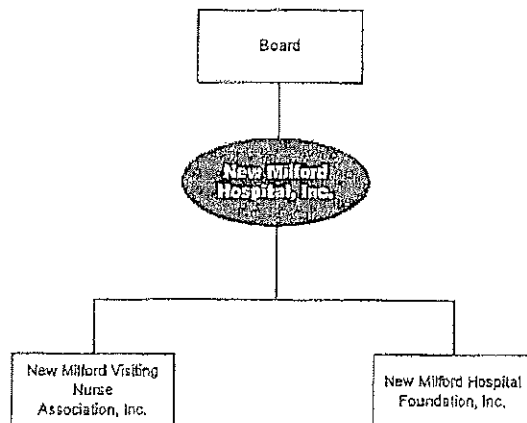 Board
New Milford
Hospital, Inc.
New Milford Visiting
Nurse
Association, Inc.
New Milford Hospital
Foundation, Inc.